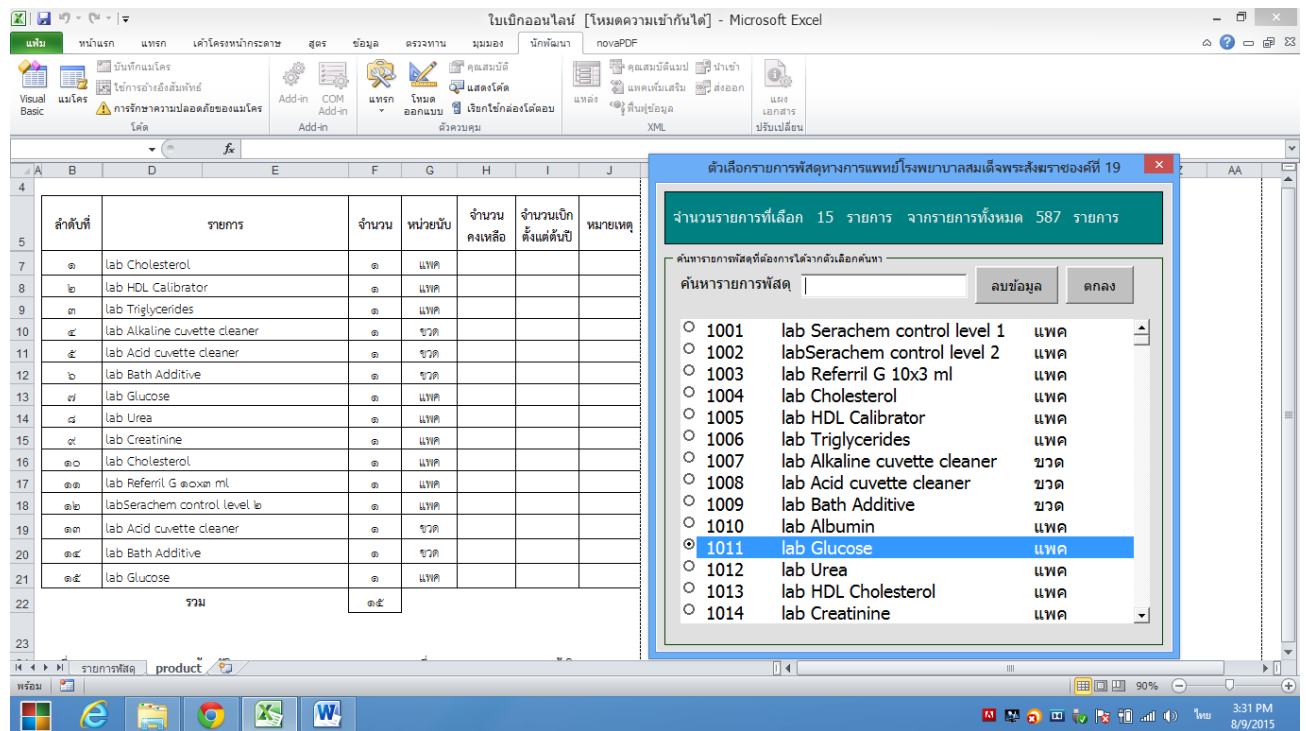 ใบเบิกออนไลน์ [โหมดความเข้ากันได้] - Microsoft Excel
แฟ้ม หน้าแรก แทรก เค้าโครงหน้ากระดาษ สูตร ข้อมูล ตรวจทาน มุมมอง นักพัฒนา novaPDF
บันทึกแมโคร คุณสมบัติ คุณสมบัติแมป นำเข้า
ใช้การอ้างอิงสัมพัทธ์ แสดงโค้ด แพคเพิ่มเสริม ส่งออก
Visual Basic แมโคร การรักษาความปลอดภัยของแมโคร Add-in COM Add-in แทรก โหมดออกแบบ เรียกใช้กล่องโต้ตอบ แหล่ง ฟื้นฟูข้อมูล แผงเอกสาร
โค้ด Add-in ตัวควบคุม XML ปรับเปลี่ยน
fx
A B D E F G H I J AA
4
5 ลำดับที่ รายการ จำนวน หน่วยนับ จำนวนคงเหลือ จำนวนเบิกตั้งแต่ต้นปี หมายเหตุ
7 ๑ lab Cholesterol ๑ แพค
8 ๒ lab HDL Calibrator ๑ แพค
9 ๓ lab Triglycerides ๑ แพค
10 ๔ lab Alkaline cuvette cleaner ๑ ขวด
11 ๕ lab Acid cuvette cleaner ๑ ขวด
12 ๖ lab Bath Additive ๑ ขวด
13 ๗ lab Glucose ๑ แพค
14 ๘ lab Urea ๑ แพค
15 ๙ lab Creatinine ๑ แพค
16 ๑๐ lab Cholesterol ๑ แพค
17 ๑๑ lab Referril G ๑๐x๓ ml ๑ แพค
18 ๑๒ labSerachem control level ๒ ๑ แพค
19 ๑๓ lab Acid cuvette cleaner ๑ ขวด
20 ๑๔ lab Bath Additive ๑ ขวด
21 ๑๕ lab Glucose ๑ แพค
22 รวม ๑๕
23
ตัวเลือกรายการพัสดุทางการแพทย์โรงพยาบาลสมเด็จพระสังฆราชองค์ที่ 19
จำนวนรายการที่เลือก 15 รายการ จากรายการทั้งหมด 587 รายการ
ค้นหารายการพัสดุที่ต้องการได้จากตัวเลือกค้นหา
ค้นหารายการพัสดุ ลบข้อมูล ตกลง
1001 lab Serachem control level 1 แพค
1002 labSerachem control level 2 แพค
1003 lab Referril G 10x3 ml แพค
1004 lab Cholesterol แพค
1005 lab HDL Calibrator แพค
1006 lab Triglycerides แพค
1007 lab Alkaline cuvette cleaner ขวด
1008 lab Acid cuvette cleaner ขวด
1009 lab Bath Additive ขวด
1010 lab Albumin แพค
1011 lab Glucose แพค
1012 lab Urea แพค
1013 lab HDL Cholesterol แพค
1014 lab Creatinine แพค
รายการพัสดุ product
พร้อม 90%
ไทย 3:31 PM
8/9/2015